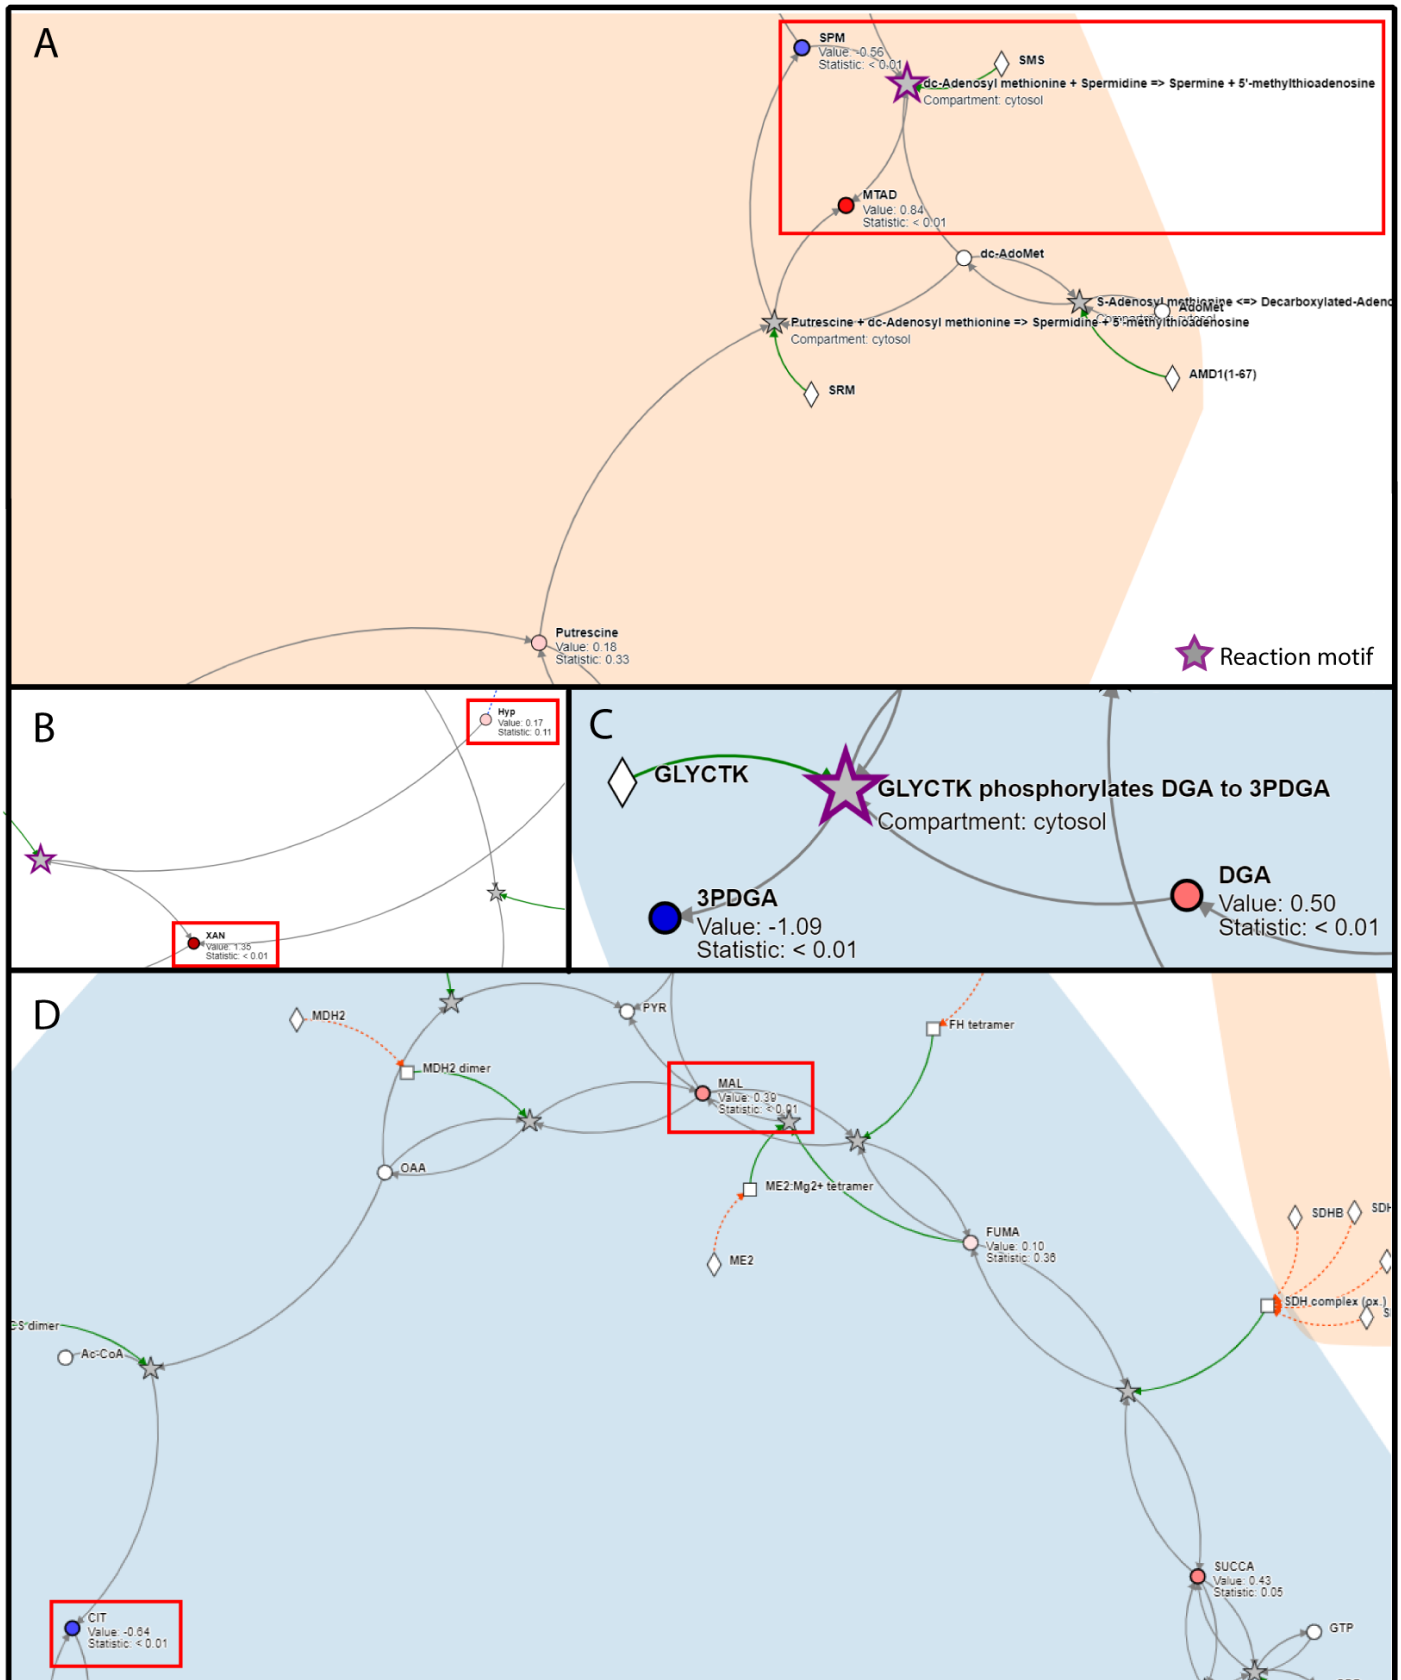 A
SPM
Value: -0.56
Statistic: < 0.01
SMS
dc-Adenosyl methionine + Spermidine => Spermine + 5'-methylthioadenosine
Compartment: cytosol
MTAD
Value: 0.84
Statistic: < 0.01
dc-AdoMet
S-Adenosyl methionine <=> Decarboxylated-Adeno
AdoMet
Compartment: cytosol
Putrescine + dc-Adenosyl methionine => Spermidine + 5'-methylthioadenosine
Compartment: cytosol
AMD1(1-67)
SRM
Putrescine
Value: 0.18
Statistic: 0.33
Reaction motif
B
Hyp
Value: 0.17
Statistic: 0.11
XAN
Value: 1.35
Statistic: < 0.01
C
GLYCTK
GLYCTK phosphorylates DGA to 3PDGA
Compartment: cytosol
3PDGA
Value: -1.09
Statistic: < 0.01
DGA
Value: 0.50
Statistic: < 0.01
D
MDH2
PYR
FH tetramer
MDH2 dimer
MAL
Value: 0.39
Statistic: < 0.01
OAA
ME2:Mg2+ tetramer
ME2
FUMA
Value: 0.10
Statistic: 0.36
SDHB
SDH
SDH complex (ox.)
S
CS dimer
Ac-CoA
SUCCA
Value: 0.43
Statistic: 0.05
GTP
CIT
Value: -0.64
Statistic: < 0.01